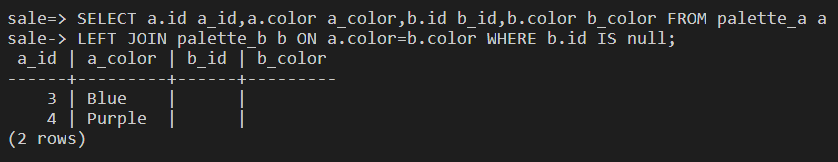 sale=> SELECT a.id a_id,a.color a_color,b.id b_id,b.color b_color FROM palette_a a
sale-> LEFT JOIN palette_b b ON a.color=b.color WHERE b.id IS null;
 a_id | a_color | b_id | b_color
------+---------+------+---------
    3 | Blue    |      |
    4 | Purple  |      |
(2 rows)